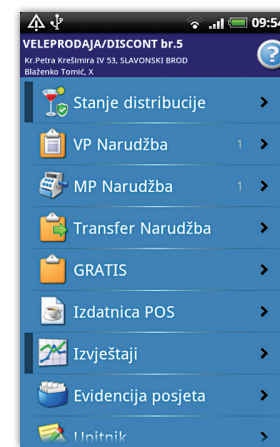 09:54
VELEPRODAJA/DISCONT br.5
Kr.Petra Krešimira IV 53, SLAVONSKI BROD
Blaženko Tomić, X
?
Stanje distribucije
VP Narudžba 1
MP Narudžba 1
Transfer Narudžba
GRATIS
Izdatnica POS
Izvještaji
Evidencija posjeta
Upitnik